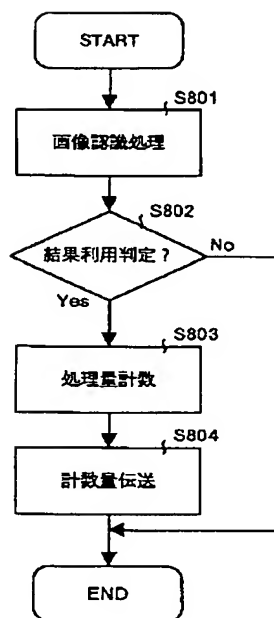 START
S801
画像認識処理
S802
結果利用判定？
No
Yes
S803
処理量計数
S804
計数量伝送
END